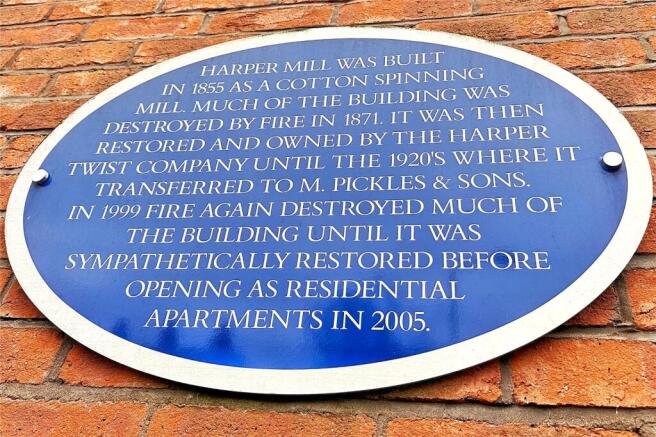 HARPER MILL WAS BUILT
IN 1855 AS A COTTON SPINNING
MILL. MUCH OF THE BUILDING WAS
DESTROYED BY FIRE IN 1871. IT WAS THEN
RESTORED AND OWNED BY THE HARPER
TWIST COMPANY UNTIL THE 1920'S WHERE IT
TRANSFERRED TO M. PICKLES & SONS.
IN 1999 FIRE AGAIN DESTROYED MUCH OF
THE BUILDING UNTIL IT WAS
SYMPATHETICALLY RESTORED BEFORE
OPENING AS RESIDENTIAL
APARTMENTS IN 2005.